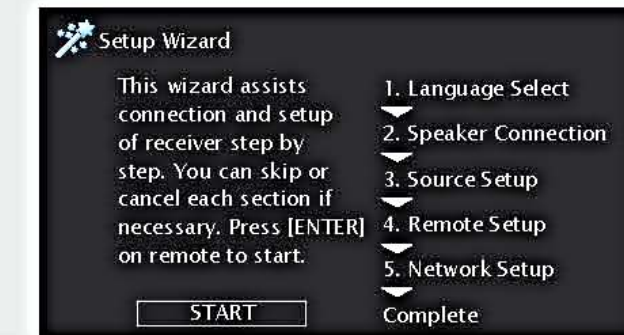 Setup Wizard
This wizard assists
connection and setup
of receiver step by
step. You can skip or
cancel each section if
necessary. Press [ENTER]
on remote to start.
START
1. Language Select
2. Speaker Connection
3. Source Setup
4. Remote Setup
5. Network Setup
Complete